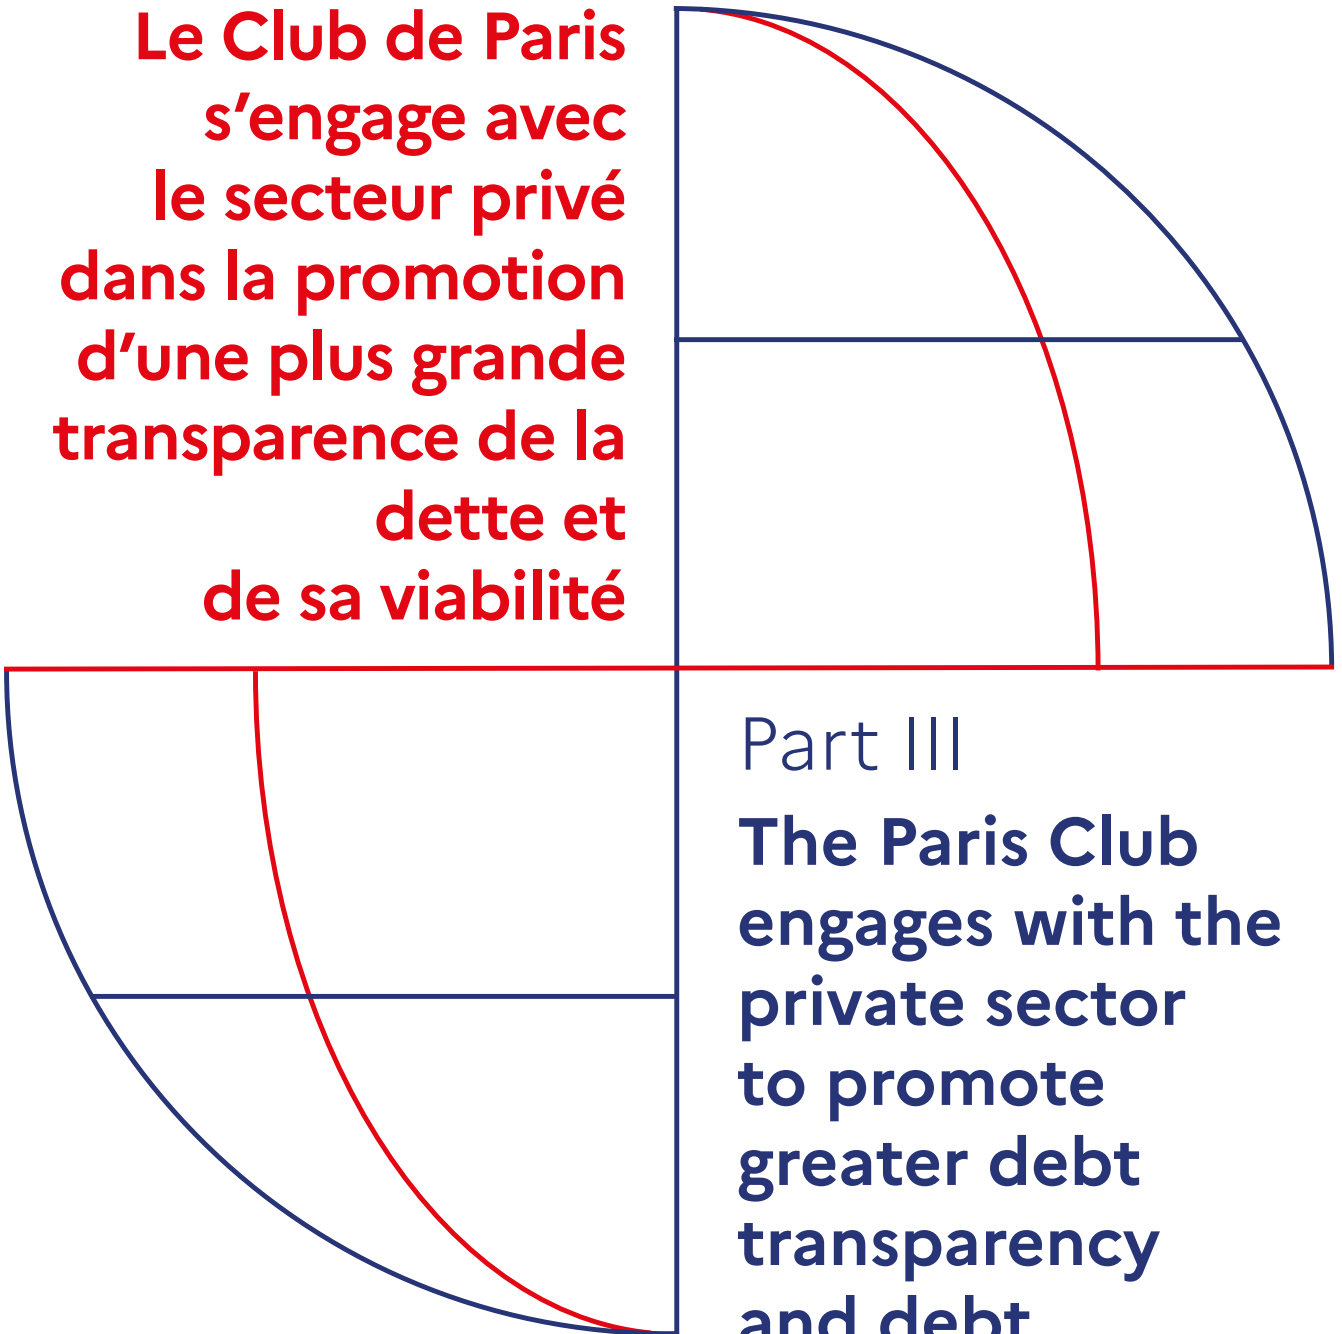 Le Club de Paris
s’engage avec
le secteur privé
dans la promotion
d’une plus grande
transparence de la
dette et
de sa viabilité
Part III
The Paris Club
engages with the
private sector
to promote
greater debt
transparency
and debt